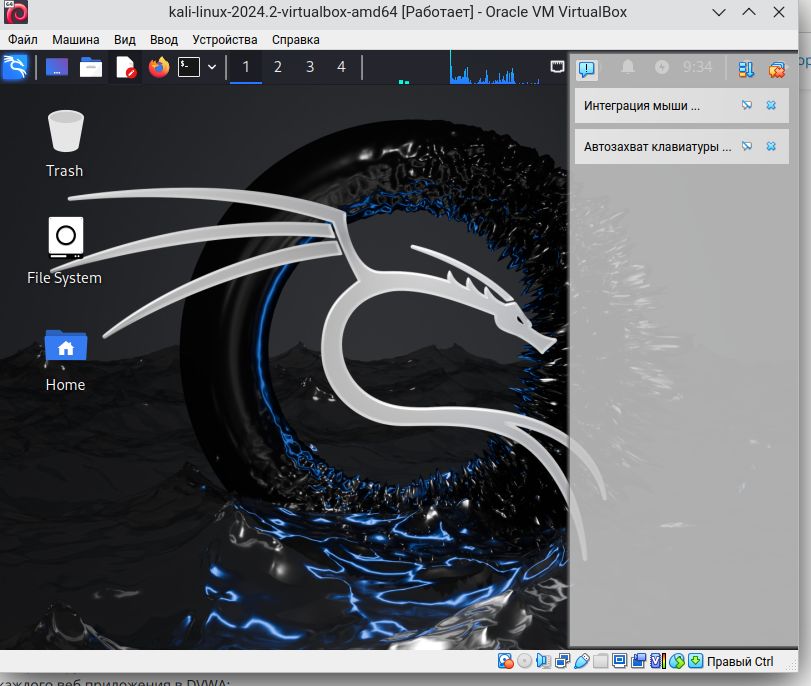 kali-linux-2024.2-virtualbox-amd64 [Работает] - Oracle VM VirtualBox
Файл Машина Вид Ввод Устройства Справка
1 2 3 4 9:34
Интеграция мыши ...
Автозахват клавиатуры ...
Trash
File System
Home
Правый Ctrl
каждого веб приложения в DVWA: